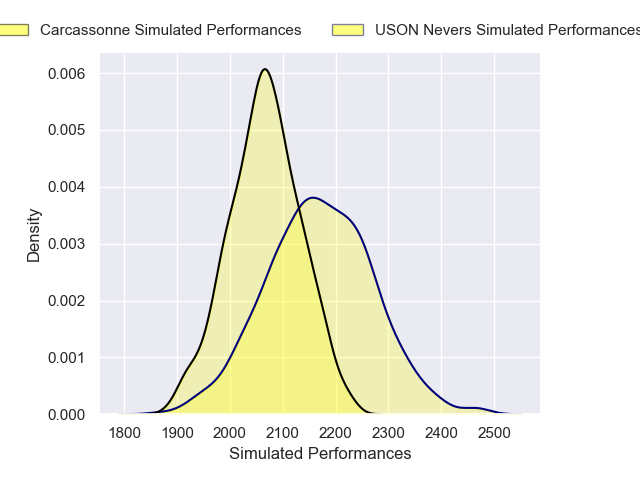 Carcassonne Simulated Performances USON Nevers Simulated Performances
0.006
0.005
0.004
0.003
0.002
0.001
0.000
Density
1800 1900 2000 2100 2200 2300 2400 2500
Simulated Performances